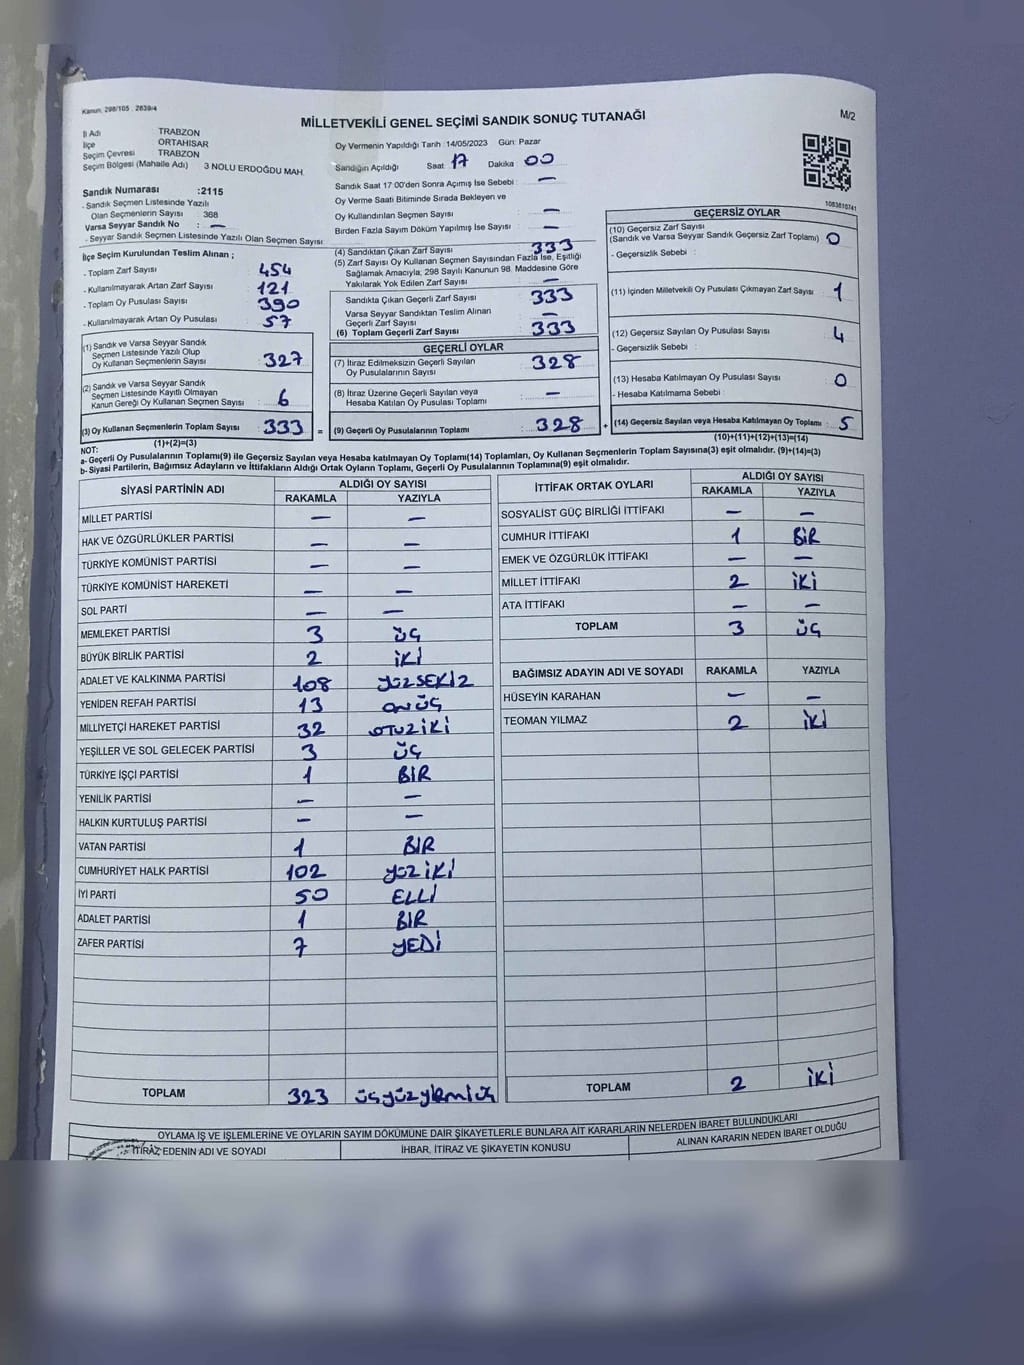 Kanun: 298/105 : 2839/4
M/2
MİLLETVEKİLİ GENEL SEÇİMİ SANDIK SONUÇ TUTANAĞI
İl Adı TRABZON
İlçe ORTAHİSAR
Seçim Çevresi TRABZON
Seçim Bölgesi (Mahalle Adı) 3 NOLU ERDOĞDU MAH.
Sandık Numarası :2115
- Sandık Seçmen Listesinde Yazılı
Olan Seçmenlerin Sayısı : 368
Varsa Seyyar Sandık No : —
- Seyyar Sandık Seçmen Listesinde Yazılı Olan Seçmen Sayısı
Oy Vermenin Yapıldığı Tarih :14/05/2023 Gün: Pazar
Sandığın Açıldığı Saat 17 Dakika 00
Sandık Saat 17:00'den Sonra Açımış İse Sebebi : —
Oy Verme Saati Bitiminde Sırada Bekleyen ve
Oy Kullandırılan Seçmen Sayısı : —
Birden Fazla Sayım Döküm Yapılmış İse Sayısı : —
1083610741
İlçe Seçim Kurulundan Teslim Alınan ;
- Toplam Zarf Sayısı : 454
- Kullanılmayarak Artan Zarf Sayısı : 121
- Toplam Oy Pusulası Sayısı : 390
- Kullanılmayarak Artan Oy Pusulası : 57
(1) Sandık ve Varsa Seyyar Sandık
Seçmen Listesinde Yazılı Olup
Oy Kullanan Seçmenlerin Sayısı : 327
(2) Sandık ve Varsa Seyyar Sandık
Seçmen Listesinde Kayıtlı Olmayan
Kanun Gereği Oy Kullanan Seçmen Sayısı : 6
(3) Oy Kullanan Seçmenlerin Toplam Sayısı : 333 =
(1)+(2)=(3)
(4) Sandıktan Çıkan Zarf Sayısı : 333
(5) Zarf Sayısı Oy Kullanan Seçmen Sayısından Fazla İse, Eşitliği
Sağlamak Amacıyla, 298 Sayılı Kanunun 98. Maddesine Göre
Yakılarak Yok Edilen Zarf Sayısı : —
Sandıkta Çıkan Geçerli Zarf Sayısı : 333
Varsa Seyyar Sandıktan Teslim Alınan
Geçerli Zarf Sayısı : —
(6) Toplam Geçerli Zarf Sayısı : 333
GEÇERLİ OYLAR
(7) İtiraz Edilmeksizin Geçerli Sayılan
Oy Pusulalarının Sayısı : 328
(8) İtiraz Üzerine Geçerli Sayılan veya
Hesaba Katılan Oy Pusulası Toplamı : —
(9) Geçerli Oy Pusulalarının Toplamı : 328 +
GEÇERSİZ OYLAR
(10) Geçersiz Zarf Sayısı
(Sandık ve Varsa Seyyar Sandık Geçersiz Zarf Toplamı) : 0
- Geçersizlik Sebebi :
(11) İçinden Milletvekili Oy Pusulası Çıkmayan Zarf Sayısı : 1
(12) Geçersiz Sayılan Oy Pusulası Sayısı : 4
- Geçersizlik Sebebi :
(13) Hesaba Katılmayan Oy Pusulası Sayısı : 0
- Hesaba Katılmama Sebebi :
(14) Geçersiz Sayılan veya Hesaba Katılmayan Oy Toplamı : 5
(10)+(11)+(12)+(13)=(14)
NOT:
a- Geçerli Oy Pusulalarının Toplamı(9) ile Geçersiz Sayılan veya Hesaba Katılmayan Oy Toplamı(14) Toplamları, Oy Kullanan Seçmenlerin Toplam Sayısına(3) eşit olmalıdır. (9)+(14)=(3)
b- Siyasi Partilerin, Bağımsız Adayların ve İttifakların Aldığı Ortak Oyların Toplamı, Geçerli Oy Pusulalarının Toplamına(9) eşit olmalıdır.
SİYASİ PARTİNİN ADI ALDIĞI OY SAYISI
RAKAMLA YAZIYLA
MİLLET PARTİSİ — —
HAK VE ÖZGÜRLÜKLER PARTİSİ — —
TÜRKİYE KOMÜNİST PARTİSİ — —
TÜRKİYE KOMÜNİST HAREKETİ — —
SOL PARTİ — —
MEMLEKET PARTİSİ 3 ÜÇ
BÜYÜK BİRLİK PARTİSİ 2 İKİ
ADALET VE KALKINMA PARTİSİ 108 YÜZSEKİZ
YENİDEN REFAH PARTİSİ 13 ONÜÇ
MİLLİYETÇİ HAREKET PARTİSİ 32 OTUZİKİ
YEŞİLLER VE SOL GELECEK PARTİSİ 3 ÜÇ
TÜRKİYE İŞÇİ PARTİSİ 1 BİR
YENİLİK PARTİSİ — —
HALKIN KURTULUŞ PARTİSİ — —
VATAN PARTİSİ 1 BİR
CUMHURİYET HALK PARTİSİ 102 YÜZ İKİ
İYİ PARTİ 50 ELLİ
ADALET PARTİSİ 1 BİR
ZAFER PARTİSİ 7 YEDİ
TOPLAM 323
İTTİFAK ORTAK OYLARI ALDIĞI OY SAYISI
RAKAMLA YAZIYLA
SOSYALİST GÜÇ BİRLİĞİ İTTİFAKI — —
CUMHUR İTTİFAKI 1 BİR
EMEK VE ÖZGÜRLÜK İTTİFAKI — —
MİLLET İTTİFAKI 2 İKİ
ATA İTTİFAKI — —
TOPLAM 3 ÜÇ
BAĞIMSIZ ADAYIN ADI VE SOYADI RAKAMLA YAZIYLA
HÜSEYİN KARAHAN — —
TEOMAN YILMAZ 2 İKİ
TOPLAM 2 İKİ
OYLAMA İŞ VE İŞLEMLERİNE VE OYLARIN SAYIM DÖKÜMÜNE DAİR ŞİKAYETLERLE BUNLARA AİT KARARLARIN NELERDEN İBARET BULUNDUKLARI
İTİRAZ EDENİN ADI VE SOYADI İHBAR, İTİRAZ VE ŞİKAYETİN KONUSU ALINAN KARARIN NEDEN İBARET OLDUĞU